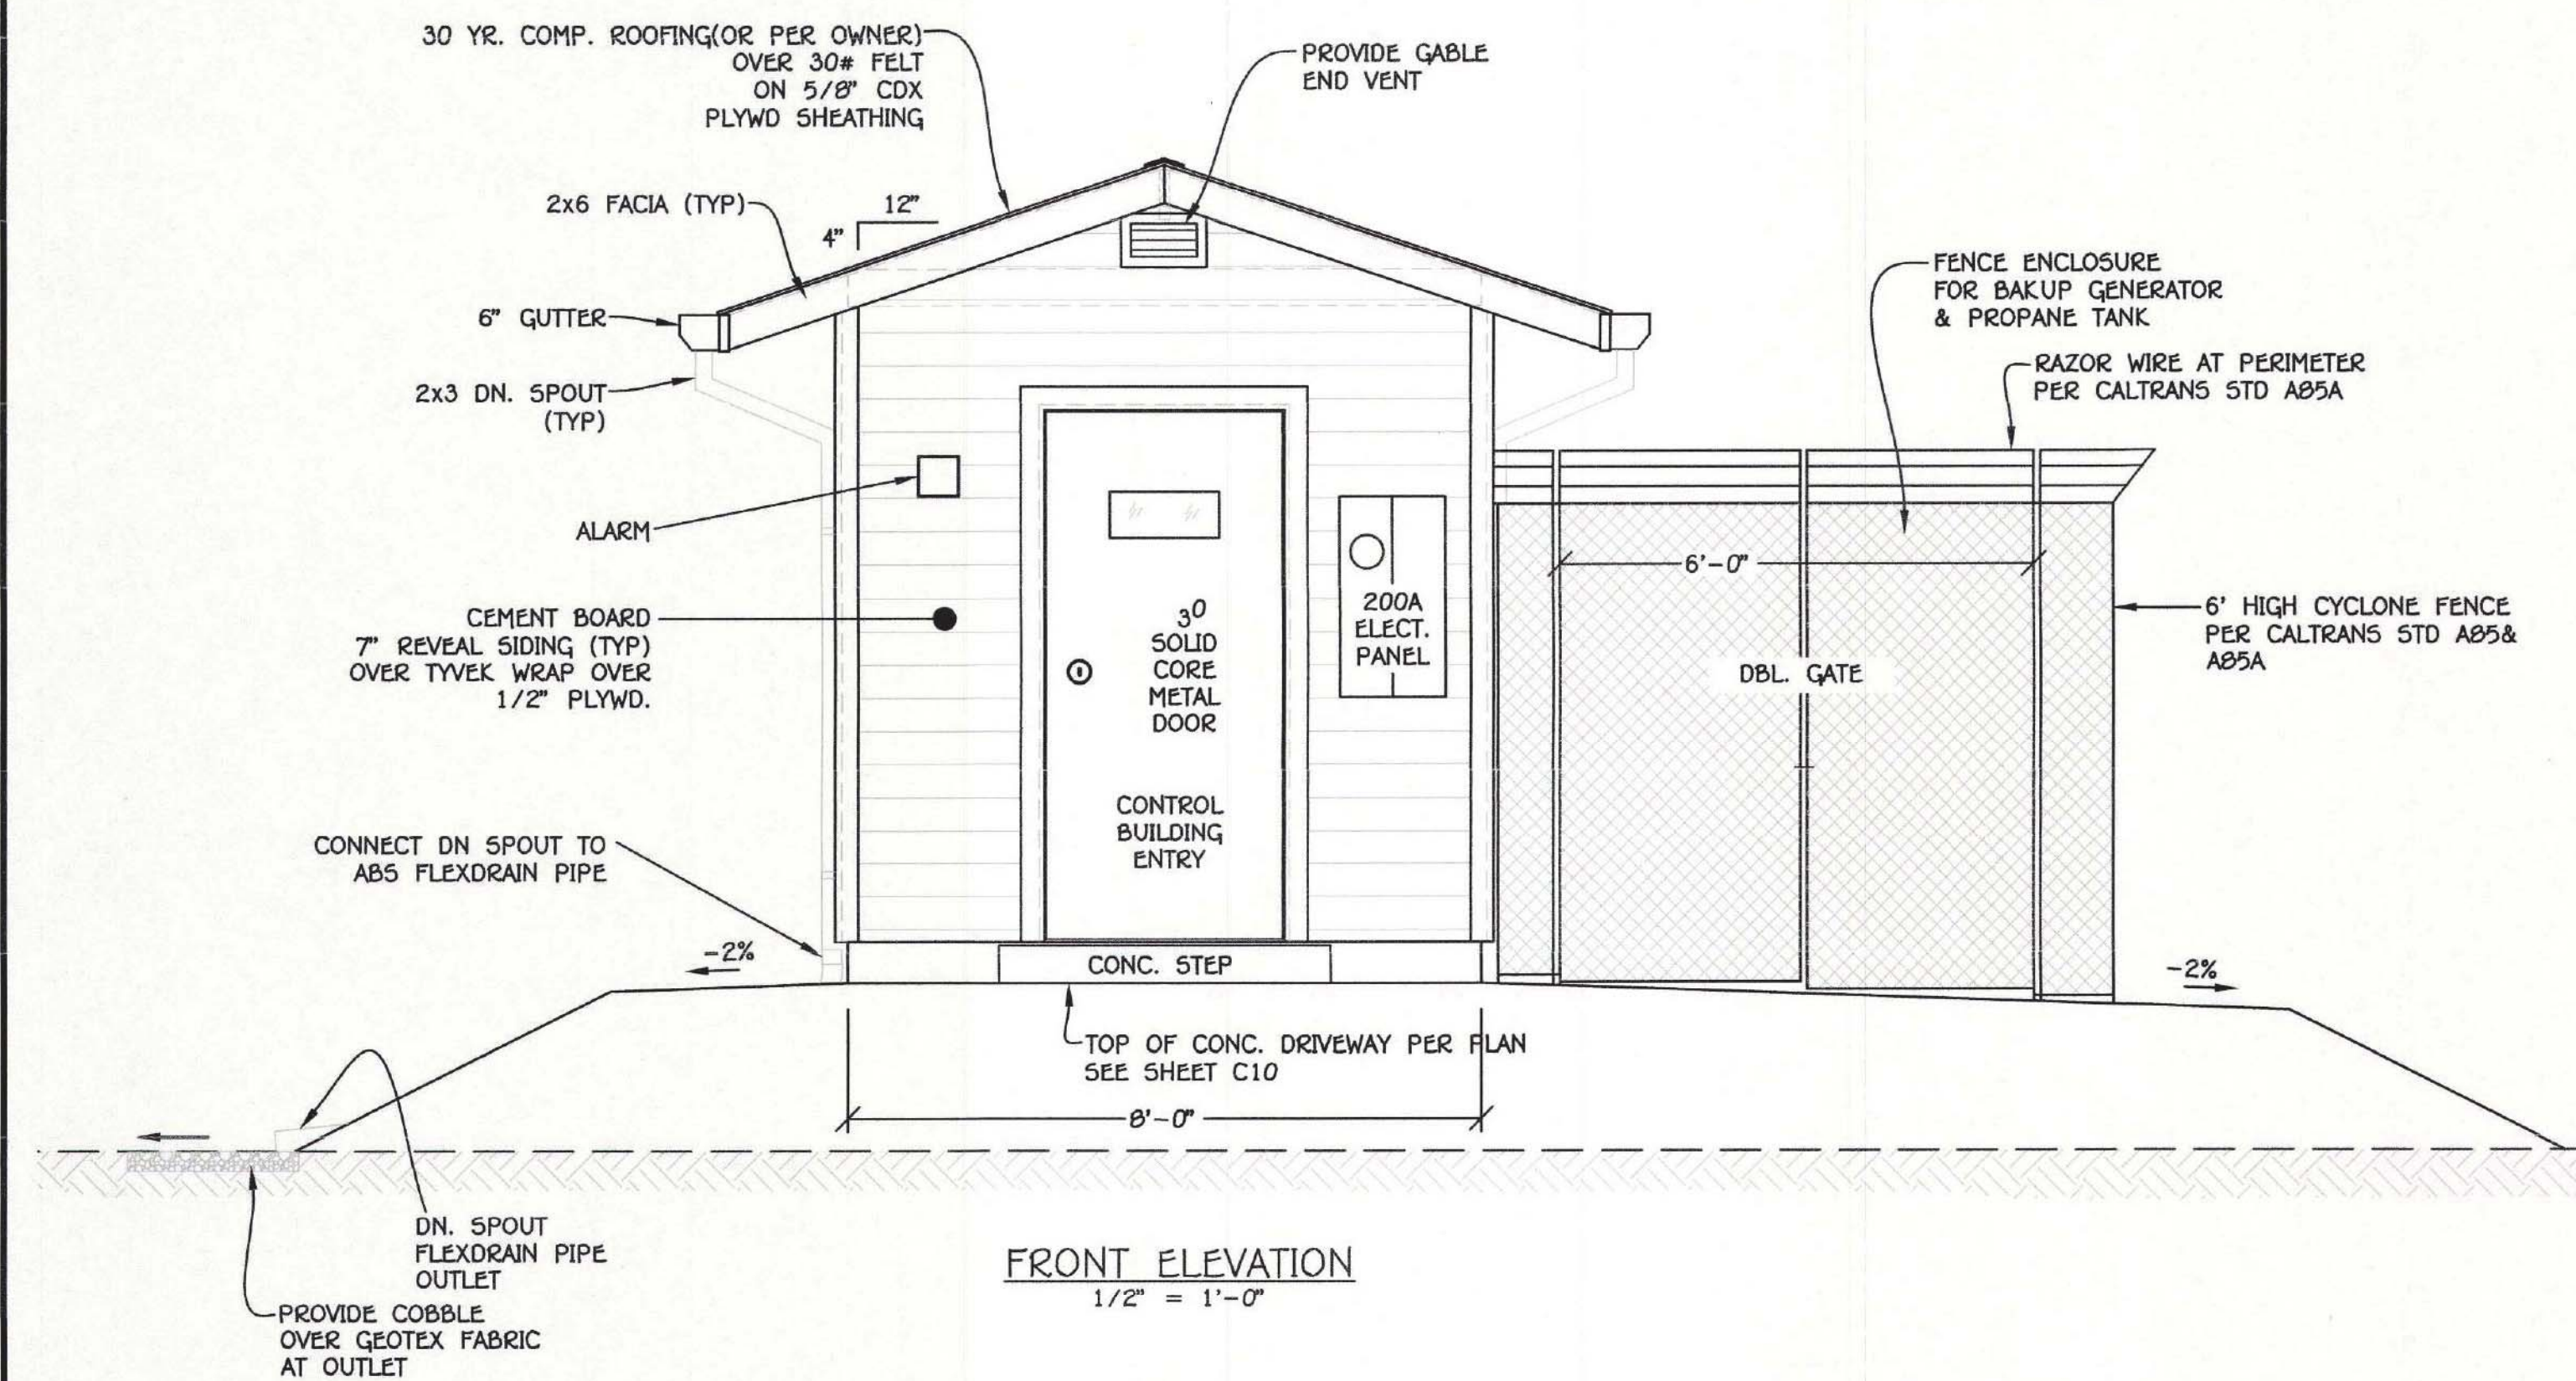 30 YR. COMP. ROOFING(OR PER OWNER)
OVER 30# FELT
ON 5/8" CDX
PLYWD SHEATHING
PROVIDE GABLE
END VENT
2x6 FACIA (TYP)
12"
4"
6" GUTTER
2x3 DN. SPOUT
(TYP)
FENCE ENCLOSURE
FOR BAKUP GENERATOR
& PROPANE TANK
RAZOR WIRE AT PERIMETER
PER CALTRANS STD A85A
ALARM
6'-0"
CEMENT BOARD
7" REVEAL SIDING (TYP)
OVER TYVEK WRAP OVER
1/2" PLYWD.
30
SOLID
CORE
METAL
DOOR
200A
ELECT.
PANEL
DBL. GATE
6' HIGH CYCLONE FENCE
PER CALTRANS STD A85&
A85A
CONTROL
BUILDING
ENTRY
CONNECT DN SPOUT TO
ABS FLEXDRAIN PIPE
-2%
CONC. STEP
-2%
TOP OF CONC. DRIVEWAY PER PLAN
SEE SHEET C10
8'-0"
DN. SPOUT
FLEXDRAIN PIPE
OUTLET
PROVIDE COBBLE
OVER GEOTEX FABRIC
AT OUTLET
FRONT ELEVATION
1/2" = 1'-0"